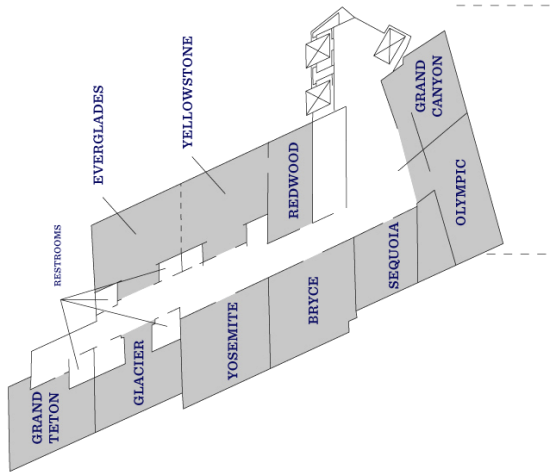 YELLOWSTONE
EVERGLADES
GRAND
CANYON
REDWOOD
OLYMPIC
RESTROOMS
SEQUOIA
BRYCE
YOSEMITE
GLACIER
GRAND
TETON